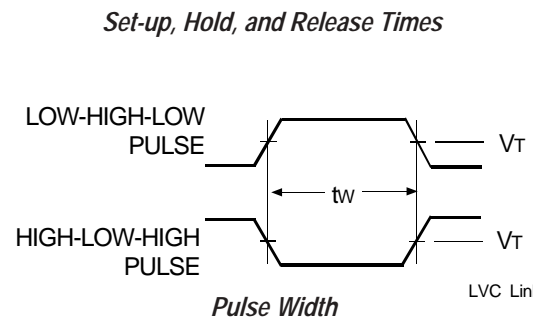 Set-up, Hold, and Release Times
LOW-HIGH-LOW
PULSE
VT
tW
HIGH-LOW-HIGH
PULSE
VT
LVC Lin
Pulse Width